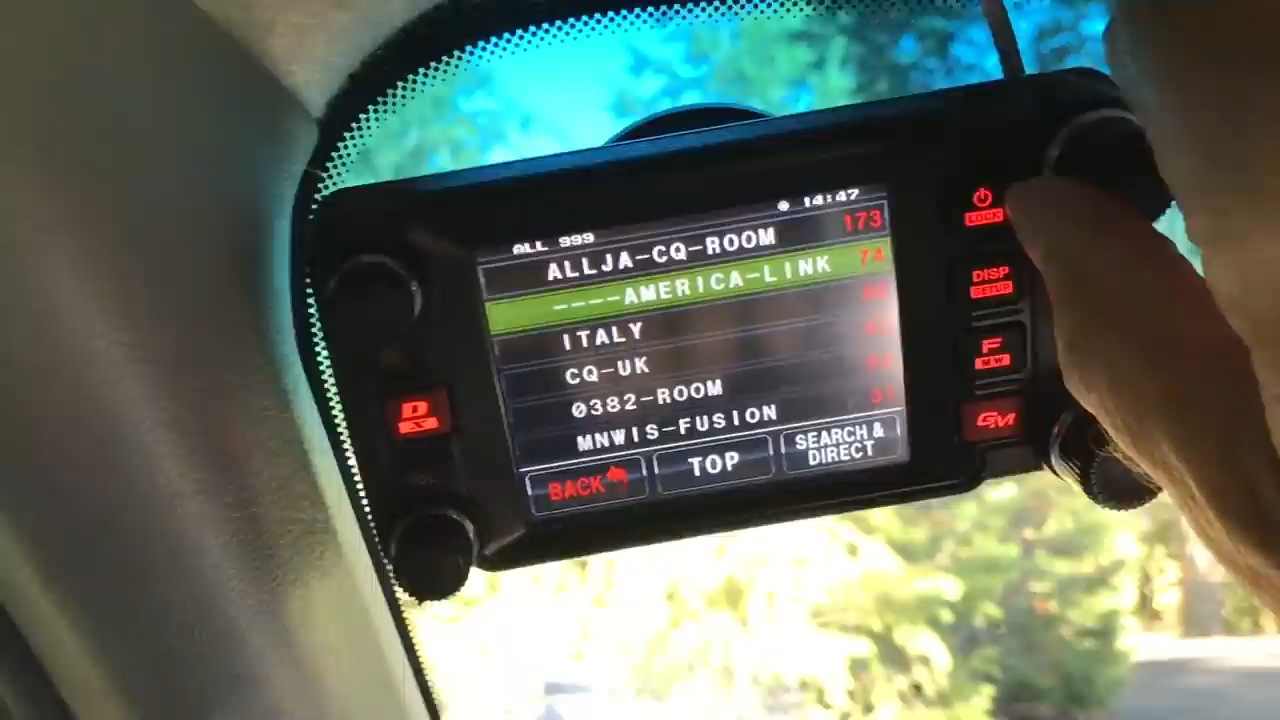 14:47
ALL 999
ALLJA-CQ-ROOM 173
----AMERICA-LINK 74
ITALY
CQ-UK
0382-ROOM
MNWIS-FUSION 31
BACK TOP SEARCH & DIRECT
LOCK
DISP
SETUP
F
MW
GM
D
X